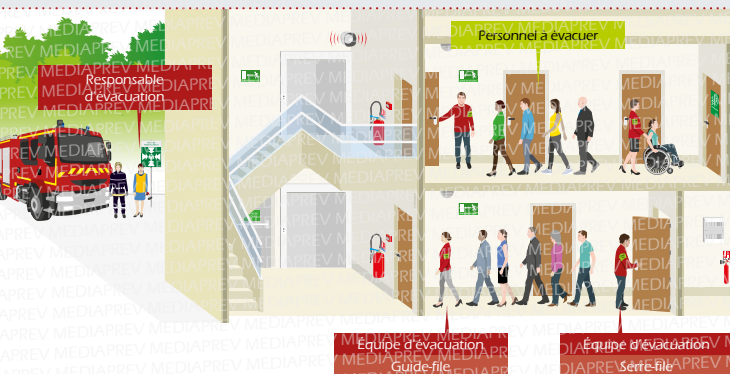 Personnel à évacuer
Responsable
d'évacuation
Équipe d'évacuation
Guide-file
Équipe d'évacuation
Serre-file
MEDIAPREV